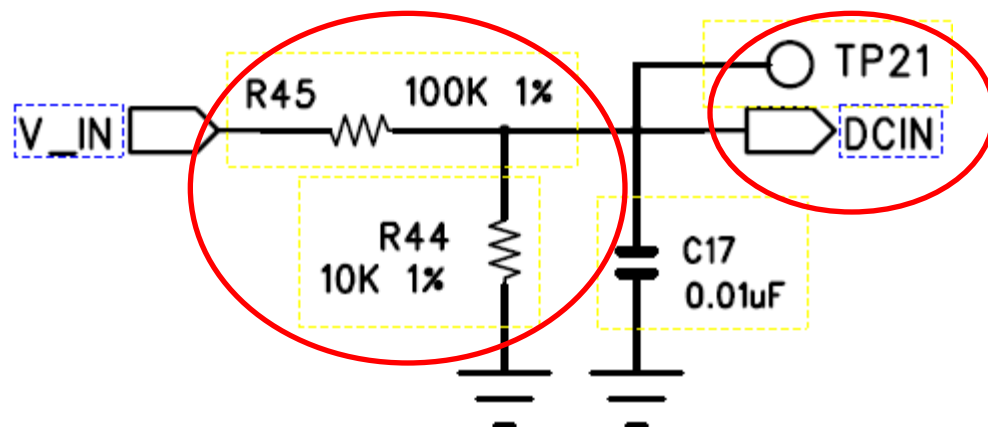 TP21
R45 100K 1%
V_IN DCIN
R44
10K 1%
C17
0.01uF